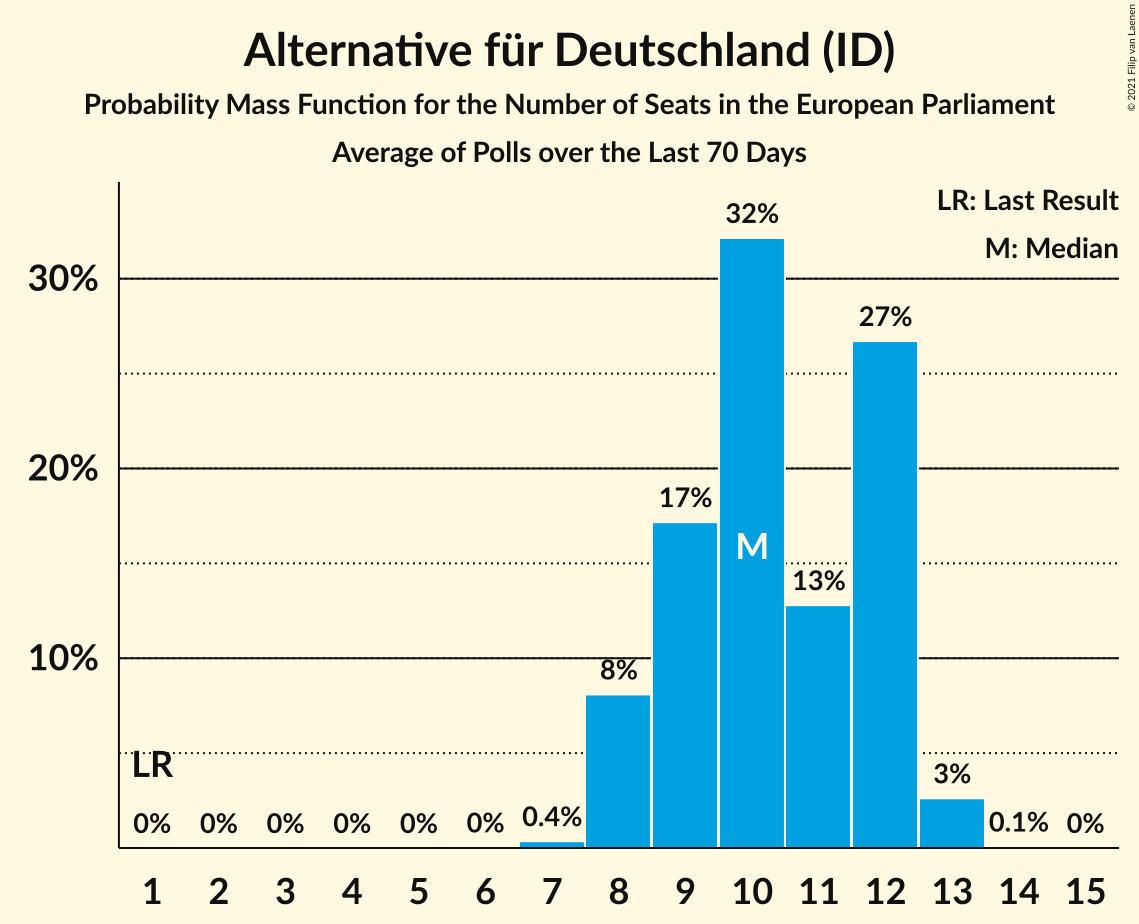 Alternative für Deutschland (ID)
Probability Mass Function for the Number of Seats in the European Parliament
Average of Polls over the Last 70 Days
© 2021 Filip van Laenen
LR: Last Result
M: Median
32%
30%
27%
20%
17%
M
13%
10%
8%
LR
3%
0% 0% 0% 0% 0% 0% 0.4% 0.1% 0%
1 2 3 4 5 6 7 8 9 10 11 12 13 14 15